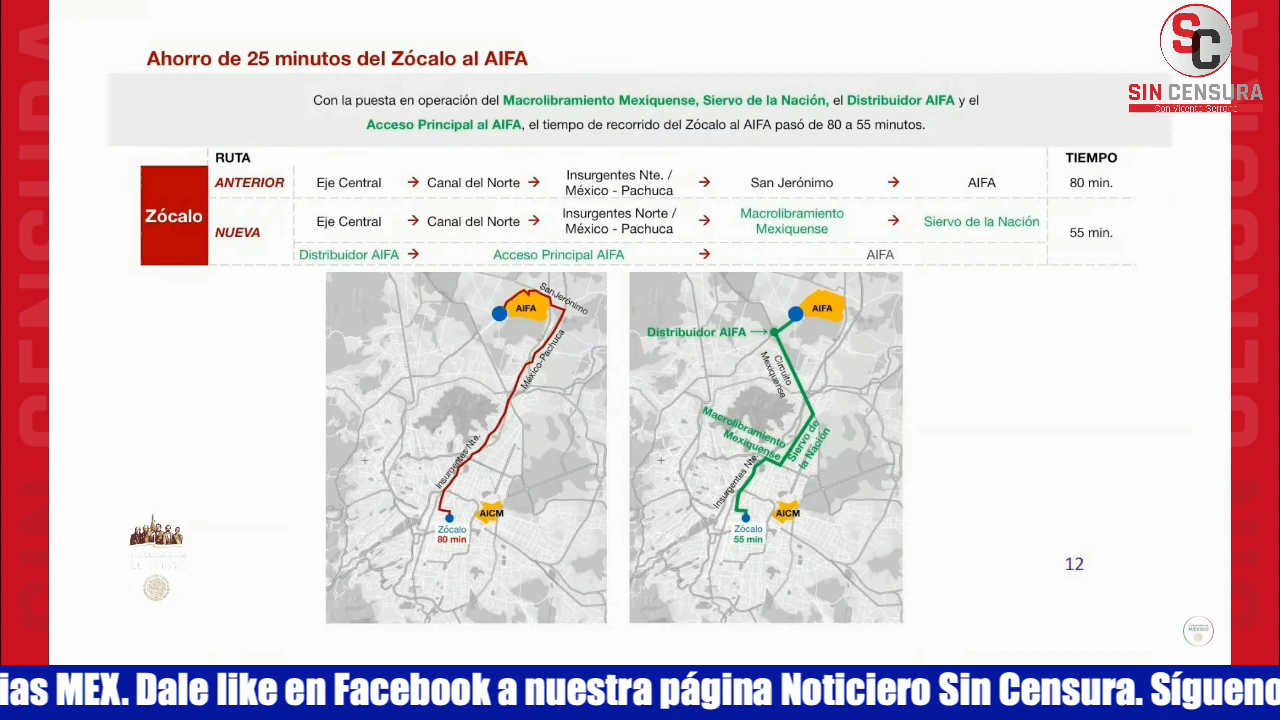 Ahorro de 25 minutos del Zócalo al AIFA
SC
SIN CENSURA
Con Vicente Serrano
Con la puesta en operación del Macrolibramiento Mexiquense, Siervo de la Nación, el Distribuidor AIFA y el
Acceso Principal al AIFA, el tiempo de recorrido del Zócalo al AIFA pasó de 80 a 55 minutos.
RUTA
TIEMPO
Zócalo
ANTERIOR
Eje Central → Canal del Norte → Insurgentes Nte. / México - Pachuca → San Jerónimo → AIFA
80 min.
NUEVA
Eje Central → Canal del Norte → Insurgentes Norte / México - Pachuca → Macrolibramiento Mexiquense → Siervo de la Nación
55 min.
Distribuidor AIFA → Acceso Principal AIFA → AIFA
San Jerónimo
AIFA
México-Pachuca
Insurgentes Nte.
AICM
Zócalo
80 min
AIFA
Distribuidor AIFA →
Circuito
Mexiquense
Macrolibramiento
Mexiquense
Siervo de
la Nación
Insurgentes Nte.
AICM
Zócalo
55 min
12
ias MEX. Dale like en Facebook a nuestra página Noticiero Sin Censura. Sígueno